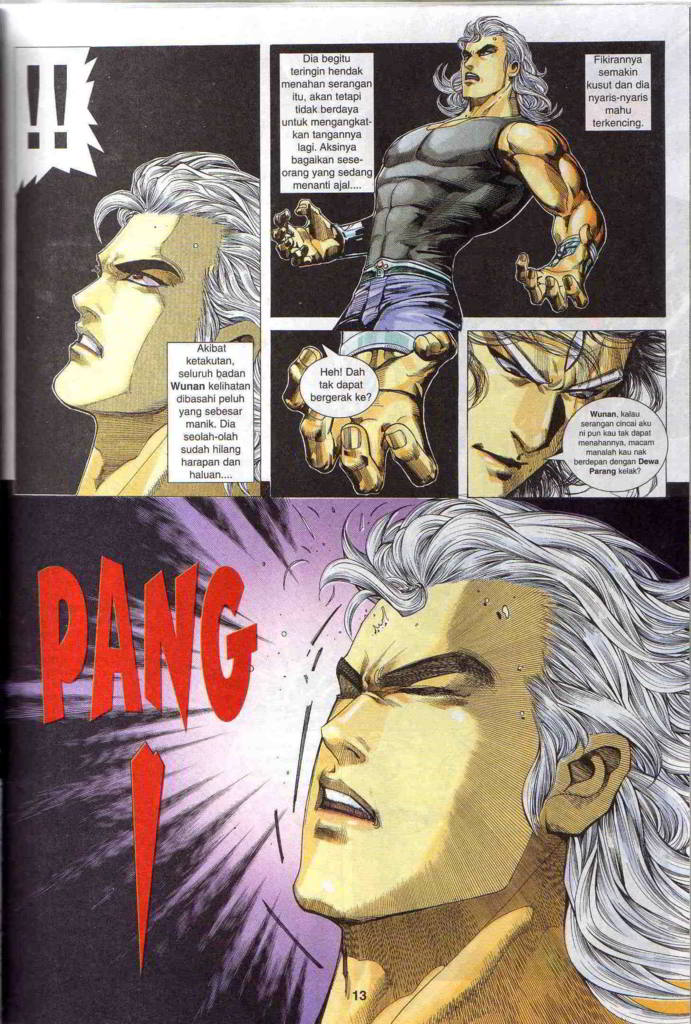 !!
Akibat
ketakutan,
seluruh badan
Wunan kelihatan
dibasahi peluh
yang sebesar
manik. Dia
seolah-olah
sudah hilang
harapan dan
haluan....
Dia begitu
teringin hendak
menahan serangan
itu, akan tetapi
tidak berdaya
untuk mengangkat-
kan tangannya
lagi. Aksinya
bagaikan sese-
orang yang sedang
menanti ajal....
Fikirannya
semakin
kusut dan dia
nyaris-nyaris
mahu
terkencing.
Heh! Dah
tak dapat
bergerak ke?
Wunan, kalau
serangan cincai aku
ni pun kau tak dapat
menahannya, macam
manalah kau nak
berdepan dengan Dewa
Parang kelak?
PANG
!
13